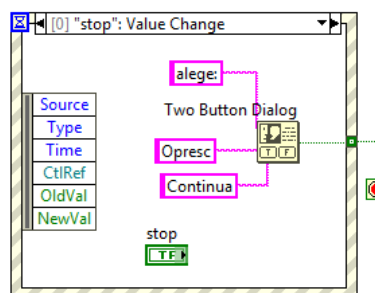 [0] "stop": Value Change
alege:
Source
Type
Time
CtlRef
OldVal
NewVal
Two Button Dialog
T F
Opresc
Continua
stop
TF